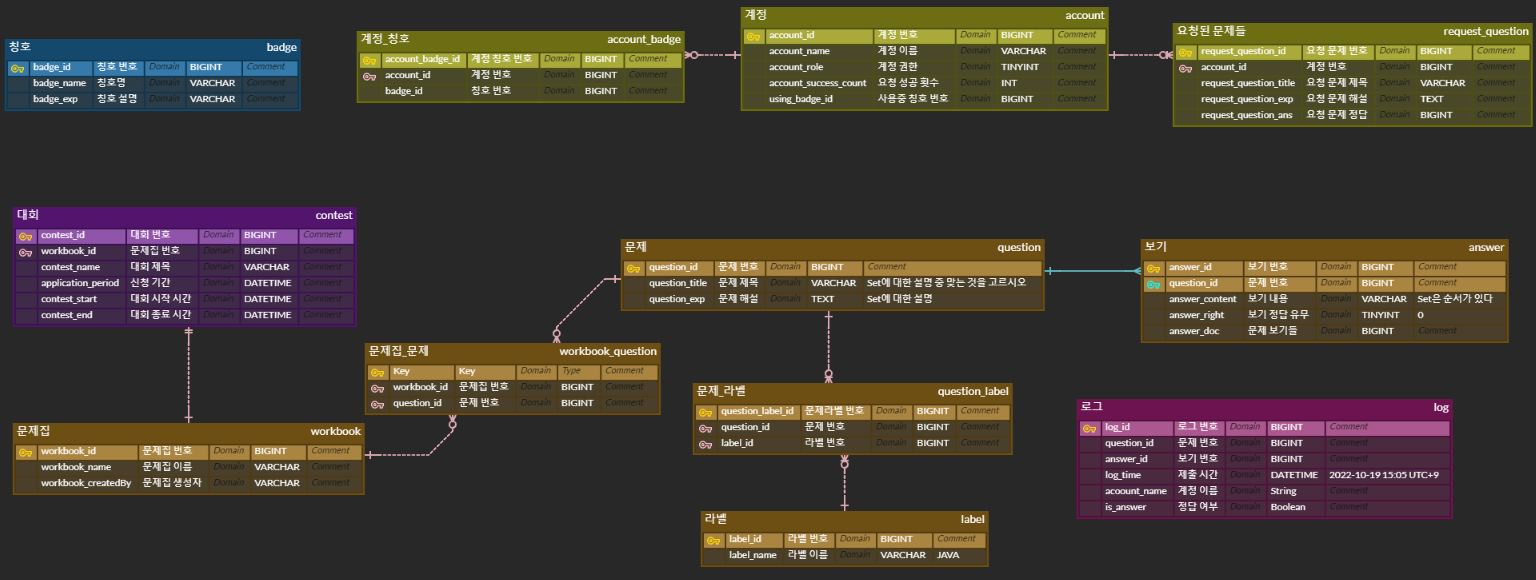 칭호 badge
badge_id 칭호 번호 Domain BIGINT Comment
badge_name 칭호명 Domain VARCHAR Comment
badge_exp 칭호 설명 Domain VARCHAR Comment
계정_칭호 account_badge
account_badge_id 계정 칭호 번호 Domain BIGINT Comment
account_id 계정 번호 Domain BIGINT Comment
badge_id 칭호 번호 Domain BIGINT Comment
계정 account
account_id 계정 번호 Domain BIGINT Comment
account_name 계정 이름 Domain VARCHAR Comment
account_role 계정 권한 Domain TINYINT Comment
account_success_count 요청 성공 횟수 Domain INT Comment
using_badge_id 사용중 칭호 번호 Domain BIGINT Comment
요청된 문제들 request_question
request_question_id 요청 문제 번호 Domain BIGINT Comment
account_id 계정 번호 Domain BIGINT Comment
request_question_title 요청 문제 제목 Domain VARCHAR Comment
request_question_exp 요청 문제 해설 Domain TEXT Comment
request_question_ans 요청 문제 정답 Domain BIGINT Comment
대회 contest
contest_id 대회 번호 Domain BIGINT Comment
workbook_id 문제집 번호 Domain BIGINT Comment
contest_name 대회 제목 Domain VARCHAR Comment
application_period 신청 기간 Domain DATETIME Comment
contest_start 대회 시작 시간 Domain DATETIME Comment
contest_end 대회 종료 시간 Domain DATETIME Comment
문제 question
question_id 문제 번호 Domain BIGINT Comment
question_title 문제 제목 Domain VARCHAR Set에 대한 설명 중 맞는 것을 고르시오
question_exp 문제 해설 Domain TEXT Set에 대한 설명
보기 answer
answer_id 보기 번호 Domain BIGINT Comment
question_id 문제 번호 Domain BIGINT Comment
answer_content 보기 내용 Domain VARCHAR Set은 순서가 있다
answer_right 보기 정답 유무 Domain TINYINT 0
answer_doc 문제 보기들 Domain BIGINT Comment
문제집_문제 workbook_question
Key Key Domain Type Comment
workbook_id 문제집 번호 Domain BIGINT Comment
question_id 문제 번호 Domain BIGINT Comment
문제_라벨 question_label
question_label_id 문제라벨 번호 Domain BIGNIT Comment
question_id 문제 번호 Domain BIGINT Comment
label_id 라벨 번호 Domain BIGINT Comment
로그 log
log_id 로그 번호 Domain BIGINT Comment
question_id 문제 번호 Domain BIGINT Comment
answer_id 보기 번호 Domain BIGINT Comment
log_time 제출 시간 Domain DATETIME 2022-10-19 15:05 UTC+9
acoount_name 계정 이름 Domain String Comment
is_answer 정답 여부 Domain Boolean Comment
문제집 workbook
workbook_id 문제집 번호 Domain BIGINT Comment
workbook_name 문제집 이름 Domain VARCHAR Comment
workbook_createdBy 문제집 생성자 Domain VARCHAR Comment
라벨 label
label_id 라벨 번호 Domain BIGINT Comment
label_name 라벨 이름 Domain VARCHAR JAVA